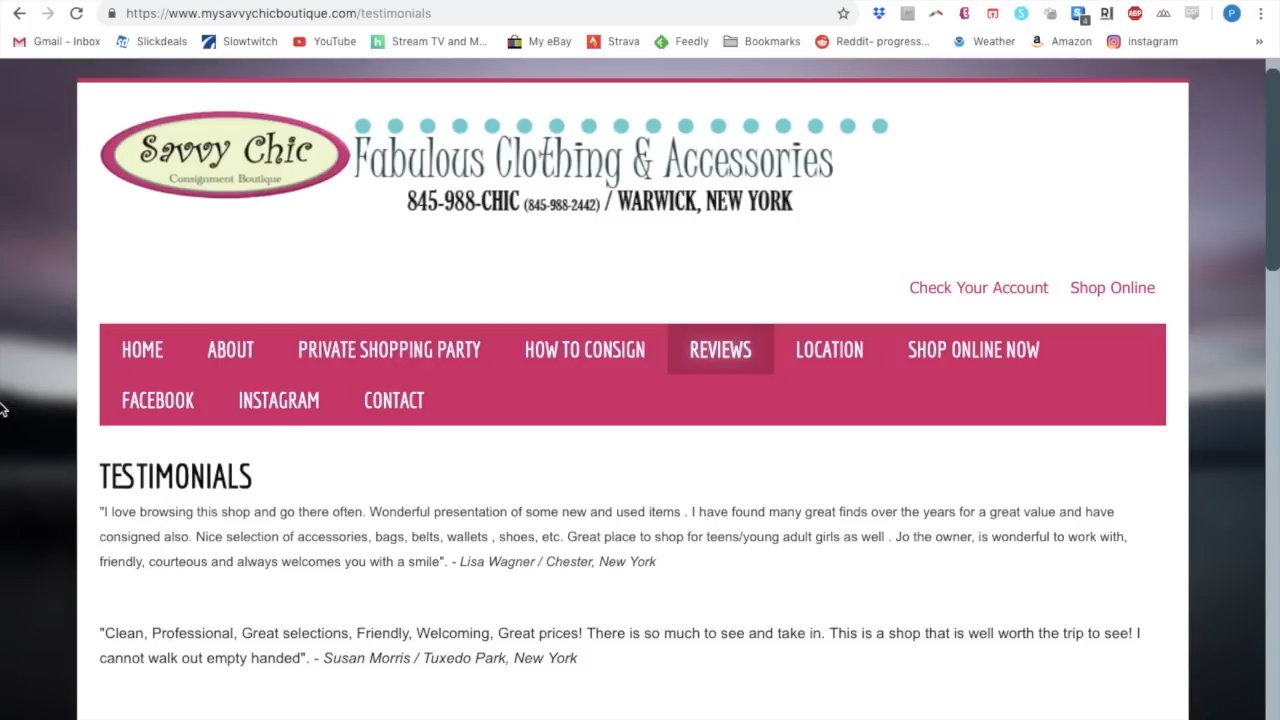 https://www.mysavvychicboutique.com/testimonials
Gmail - Inbox Slickdeals Slowtwitch YouTube Stream TV and M... My eBay Strava Feedly Bookmarks Reddit- progress... Weather Amazon Instagram »
Savvy Chic
Consignment Boutique
Fabulous Clothing & Accessories
845-988-CHIC (845-988-2442) / WARWICK, NEW YORK
Check Your Account Shop Online
HOME ABOUT PRIVATE SHOPPING PARTY HOW TO CONSIGN REVIEWS LOCATION SHOP ONLINE NOW
FACEBOOK INSTAGRAM CONTACT
TESTIMONIALS
"I love browsing this shop and go there often. Wonderful presentation of some new and used items . I have found many great finds over the years for a great value and have
consigned also. Nice selection of accessories, bags, belts, wallets , shoes, etc. Great place to shop for teens/young adult girls as well . Jo the owner, is wonderful to work with,
friendly, courteous and always welcomes you with a smile". - Lisa Wagner / Chester, New York
"Clean, Professional, Great selections, Friendly, Welcoming, Great prices! There is so much to see and take in. This is a shop that is well worth the trip to see! I
cannot walk out empty handed". - Susan Morris / Tuxedo Park, New York